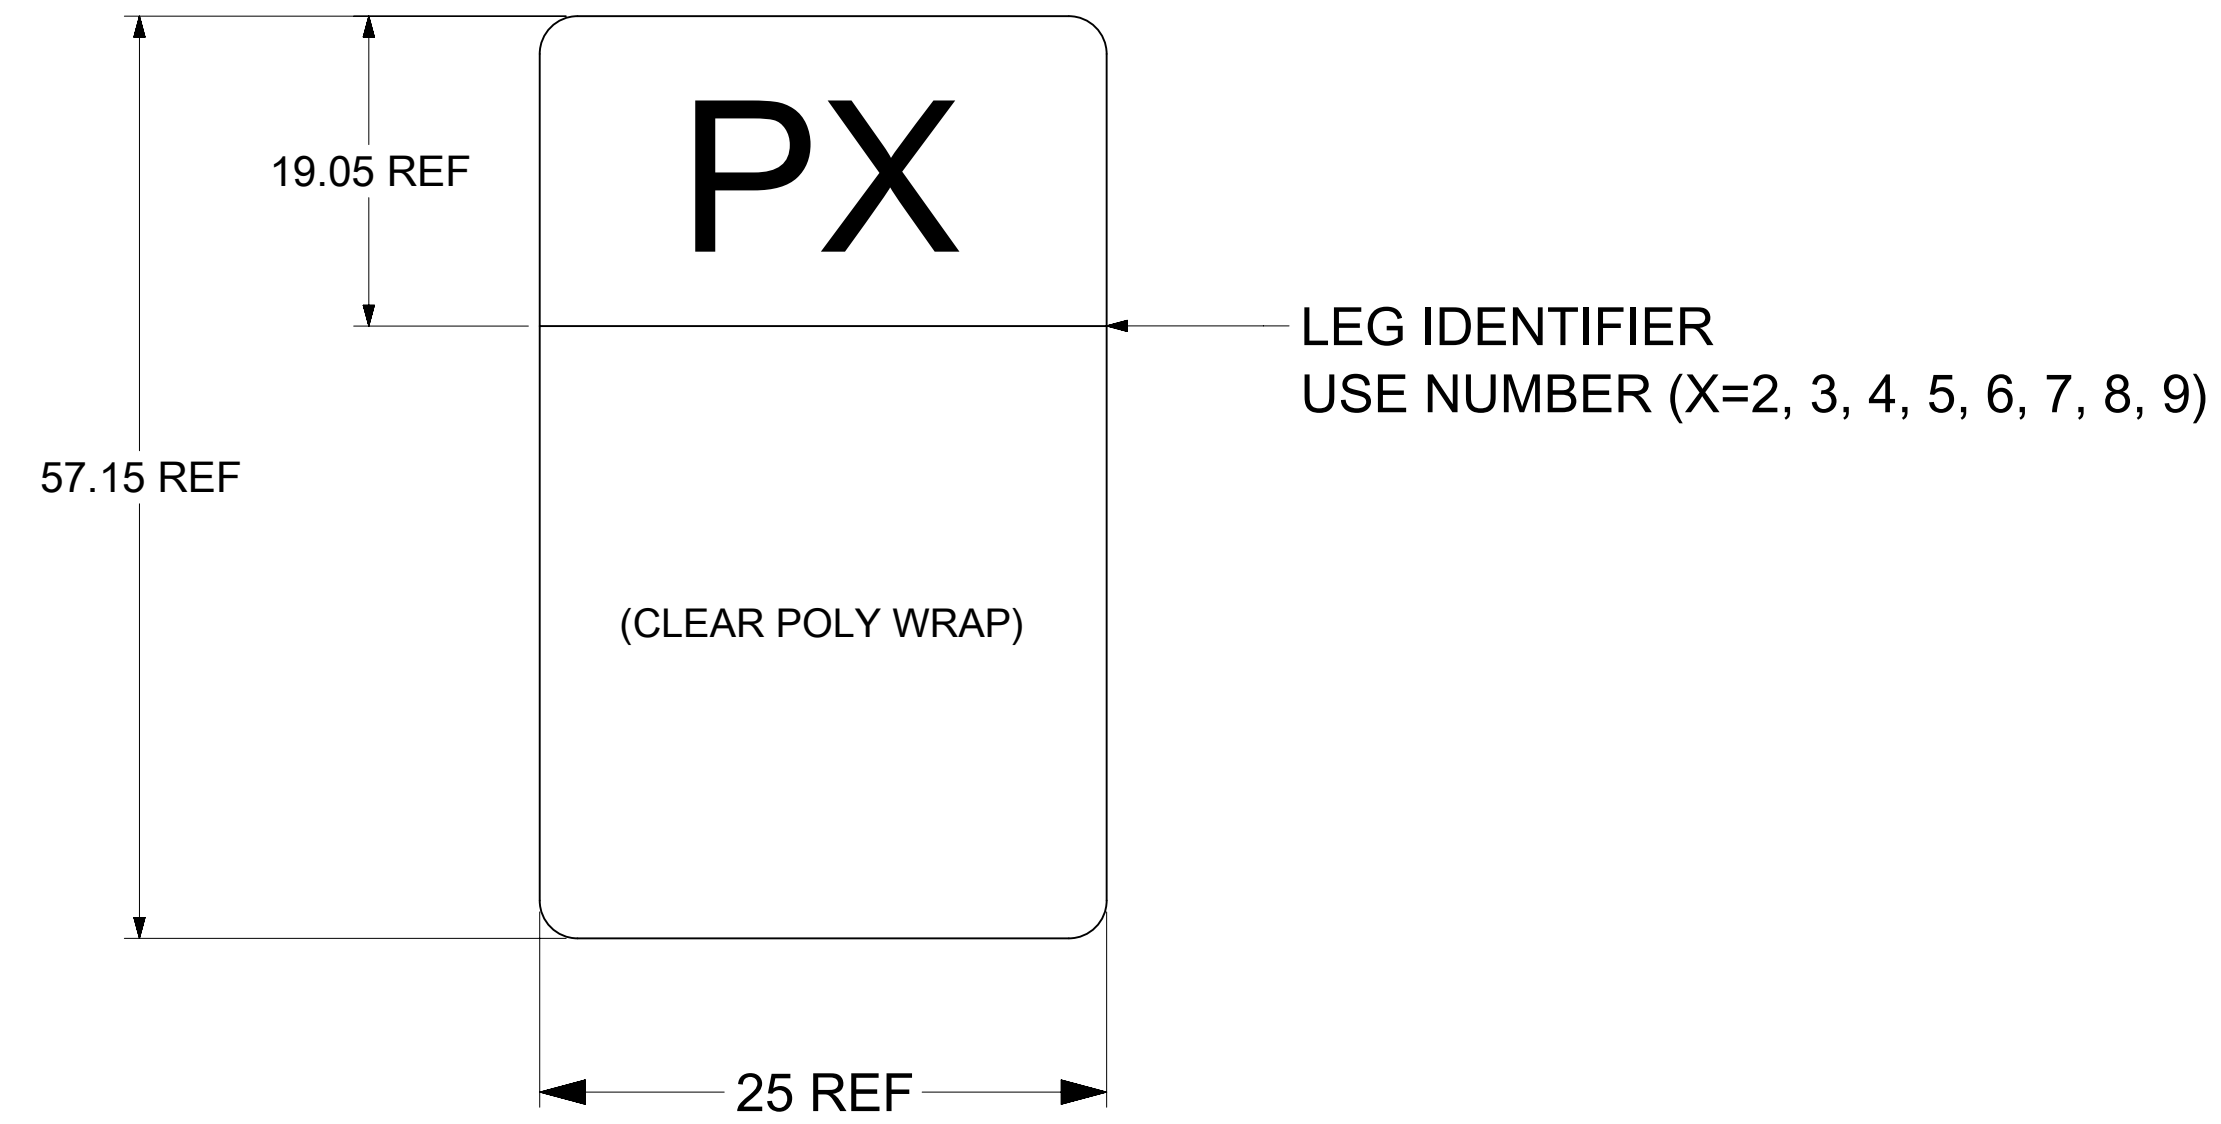 PX
19.05 REF
LEG IDENTIFIER
USE NUMBER (X=2, 3, 4, 5, 6, 7, 8, 9)
57.15 REF
(CLEAR POLY WRAP)
25 REF